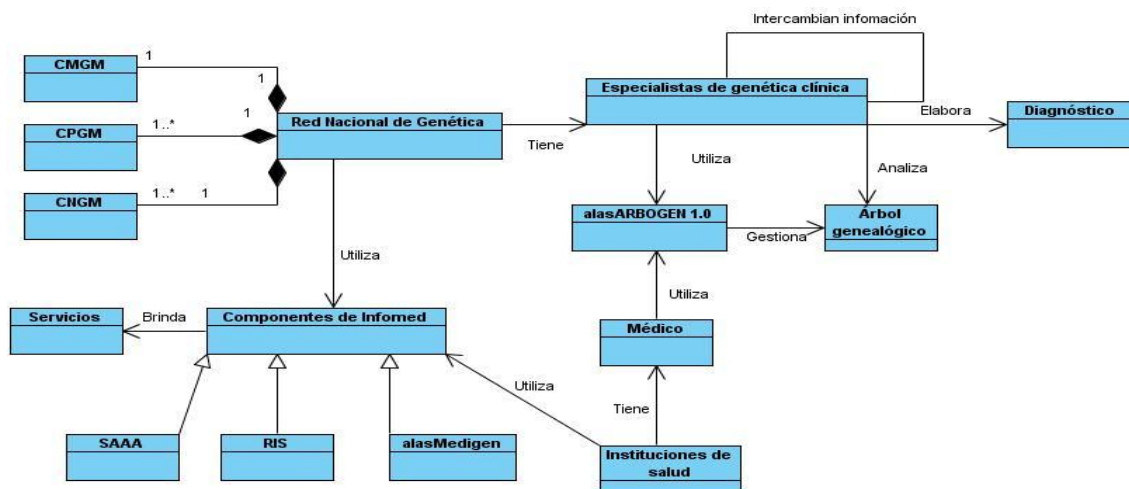 Intercambian infomación
CMGM
1
1
Especialistas de genética clínica
Elabora
Diagnóstico
CPGM
1..*
1
Red Nacional de Genética
Tiene
Utiliza
Analiza
CNGM
1..*
1
alasARBOGEN 1.0
Gestiona
Árbol
genealógico
Utiliza
Utiliza
Servicios
Brinda
Componentes de Infomed
Médico
Utiliza
Tiene
SAAA
RIS
alasMedigen
Instituciones de
salud